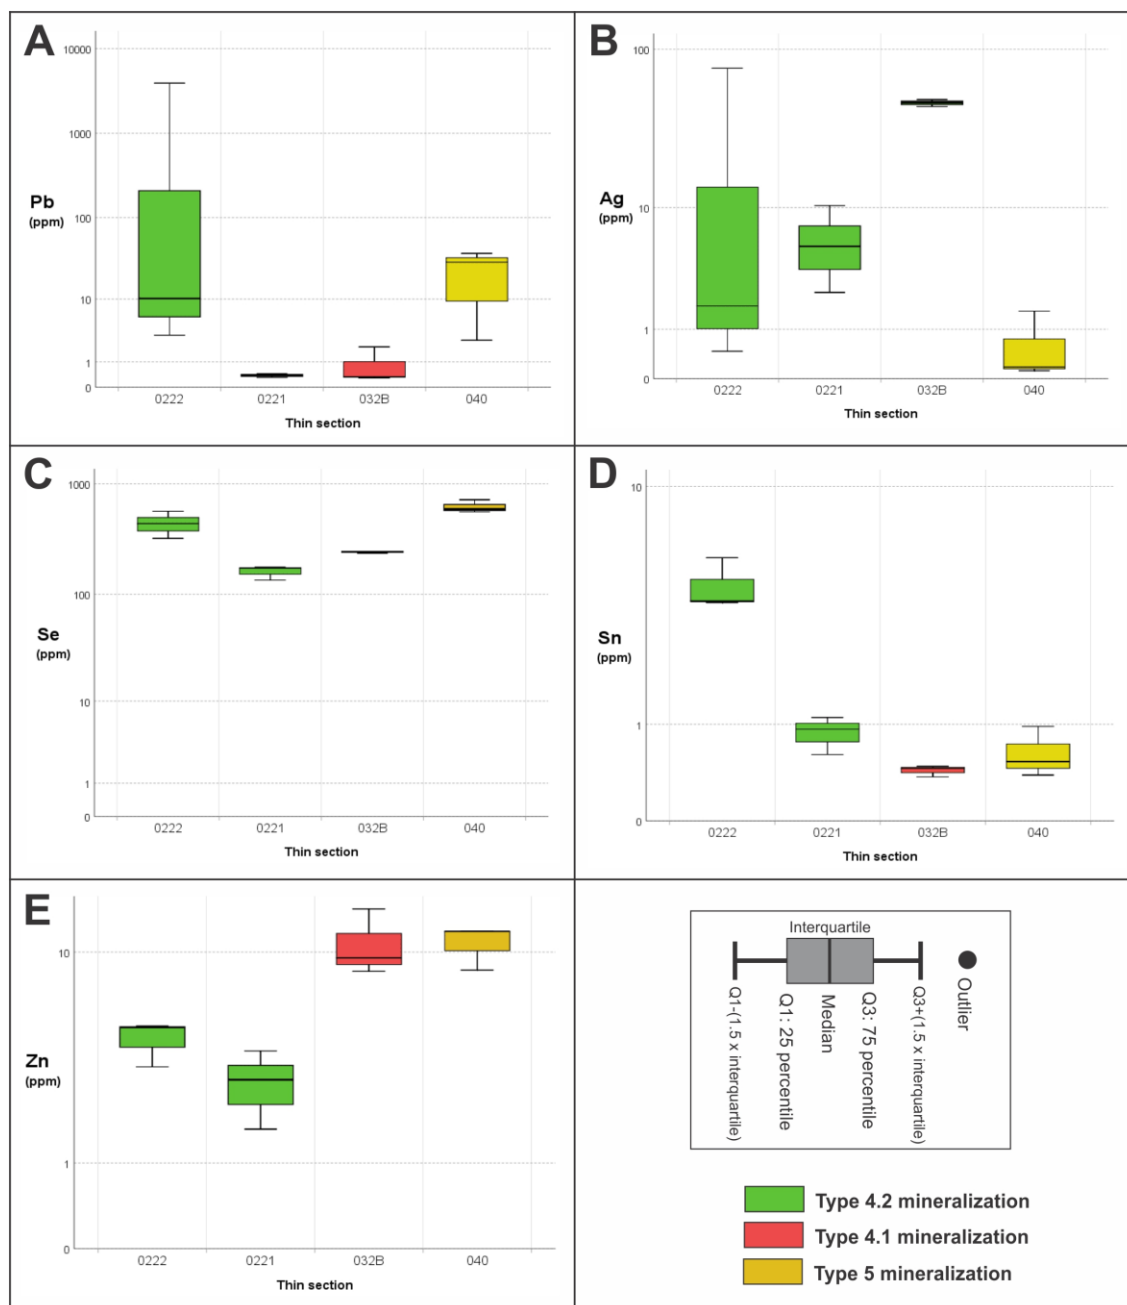 A
10000
1000
100
10
1
0
Pb
(ppm)
0222
0221
032B
040
Thin section
B
100
10
1
0
Ag
(ppm)
0222
0221
032B
040
Thin section
C
1000
100
10
1
0
Se
(ppm)
0222
0221
032B
040
Thin section
D
10
1
0
Sn
(ppm)
0222
0221
032B
040
Thin section
E
10
1
0
Zn
(ppm)
0222
0221
032B
040
Thin section
Interquartile
Q1-(1.5 x interquartile)
Q1: 25 percentile
Median
Q3: 75 percentile
Q3+(1.5 x interquartile)
Outlier
Type 4.2 mineralization
Type 4.1 mineralization
Type 5 mineralization